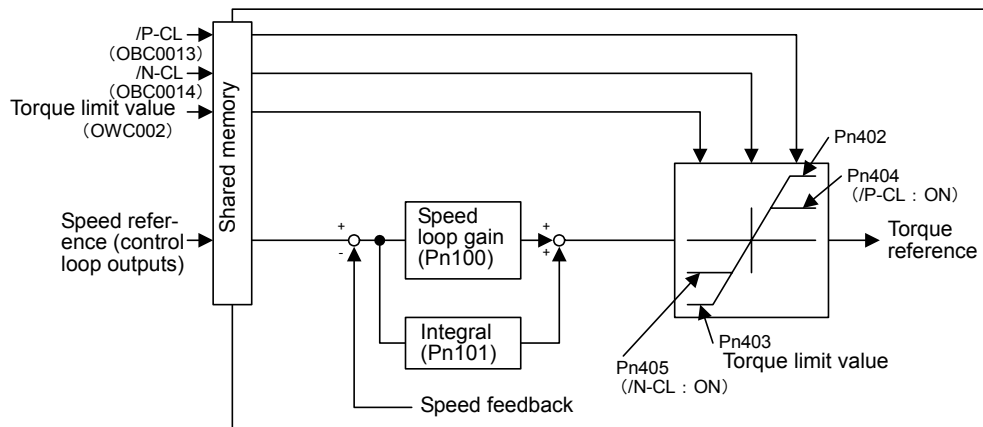 /P-CL
（OBC0013）
/N-CL
（OBC0014）
Torque limit value
（OWC002）
Shared memory
Speed refer-
ence (control
loop outputs)
+
-
Speed
loop gain
(Pn100)
+
+
Integral
(Pn101)
Speed feedback
Pn402
Pn404
（/P-CL : ON）
Torque
reference
Pn403
Torque limit value
Pn405
（/N-CL : ON）